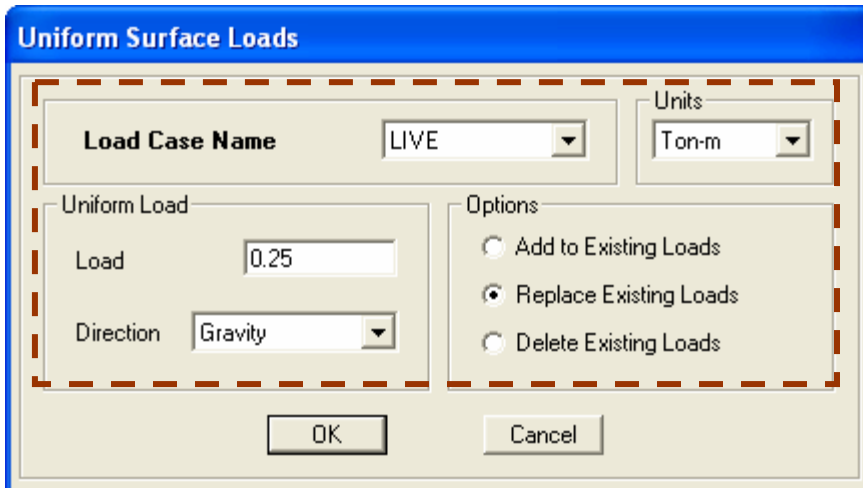 Uniform Surface Loads
Units
Load Case Name LIVE Ton-m
Uniform Load Options
Load 0.25 Add to Existing Loads
Replace Existing Loads
Direction Gravity Delete Existing Loads
OK Cancel